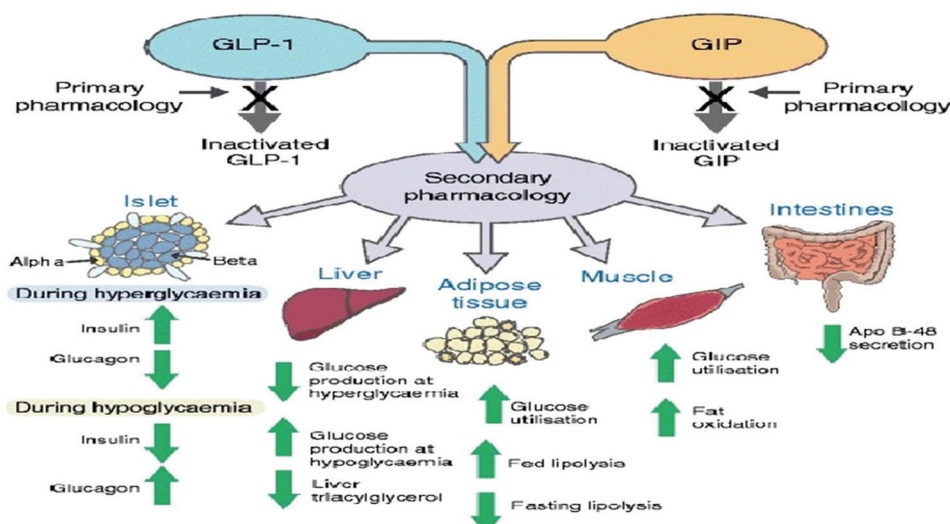 GLP-1
GIP
Primary
pharmacology
Primary
pharmacology
Inactivated
GLP-1
Inactivated
GIP
Secondary
pharmacology
Islet
Alpha
Beta
During hyperglycaemia
Insulin
Glucagon
During hypoglycaemia
Insulin
Glucagon
Liver
Glucose
production at
hyperglycaemia
Glucose
production at
hypoglycaemia
Liver
triacylglycerol
Adipose
tissue
Glucose
utilisation
Fed lipolysis
Fasting lipolysis
Muscle
Glucose
utilisation
Fat
oxidation
Intestines
Apo B-48
secretion